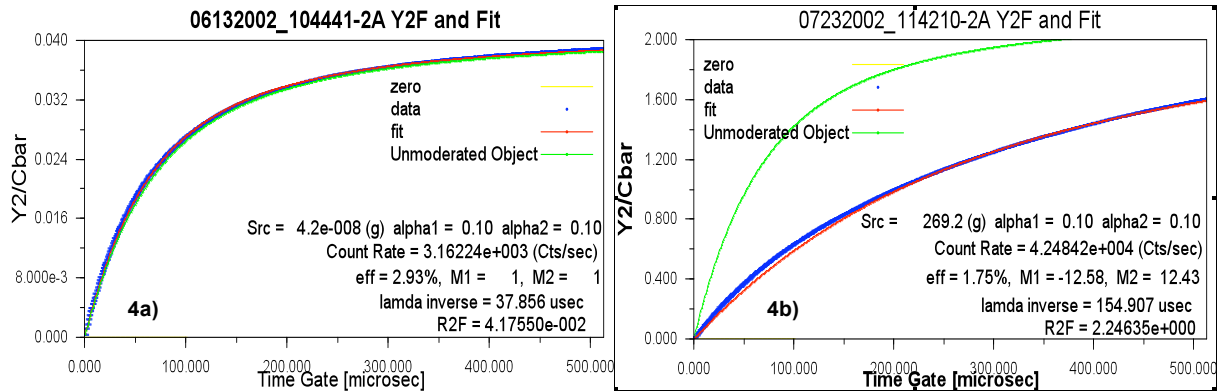 06132002_104441-2A Y2F and Fit
Y2/Cbar
0.040
0.032
0.024
0.016
8.000e-3
0.000
zero
data
fit
Unmoderated Object
Src = 4.2e-008 (g) alpha1 = 0.10 alpha2 = 0.10
Count Rate = 3.16224e+003 (Cts/sec)
eff = 2.93%, M1 = 1, M2 = 1
lamda inverse = 37.856 usec
R2F = 4.17550e-002
4a)
0.000 100.000 200.000 300.000 400.000 500.000
Time Gate [microsec]
07232002_114210-2A Y2F and Fit
Y2/Cbar
2.000
1.600
1.200
0.800
0.400
0.000
zero
data
fit
Unmoderated Object
Src = 269.2 (g) alpha1 = 0.10 alpha2 = 0.10
Count Rate = 4.24842e+004 (Cts/sec)
eff = 1.75%, M1 = -12.58, M2 = 12.43
lamda inverse = 154.907 usec
R2F = 2.24635e+000
4b)
0.000 100.000 200.000 300.000 400.000 500.000
Time Gate [microsec]